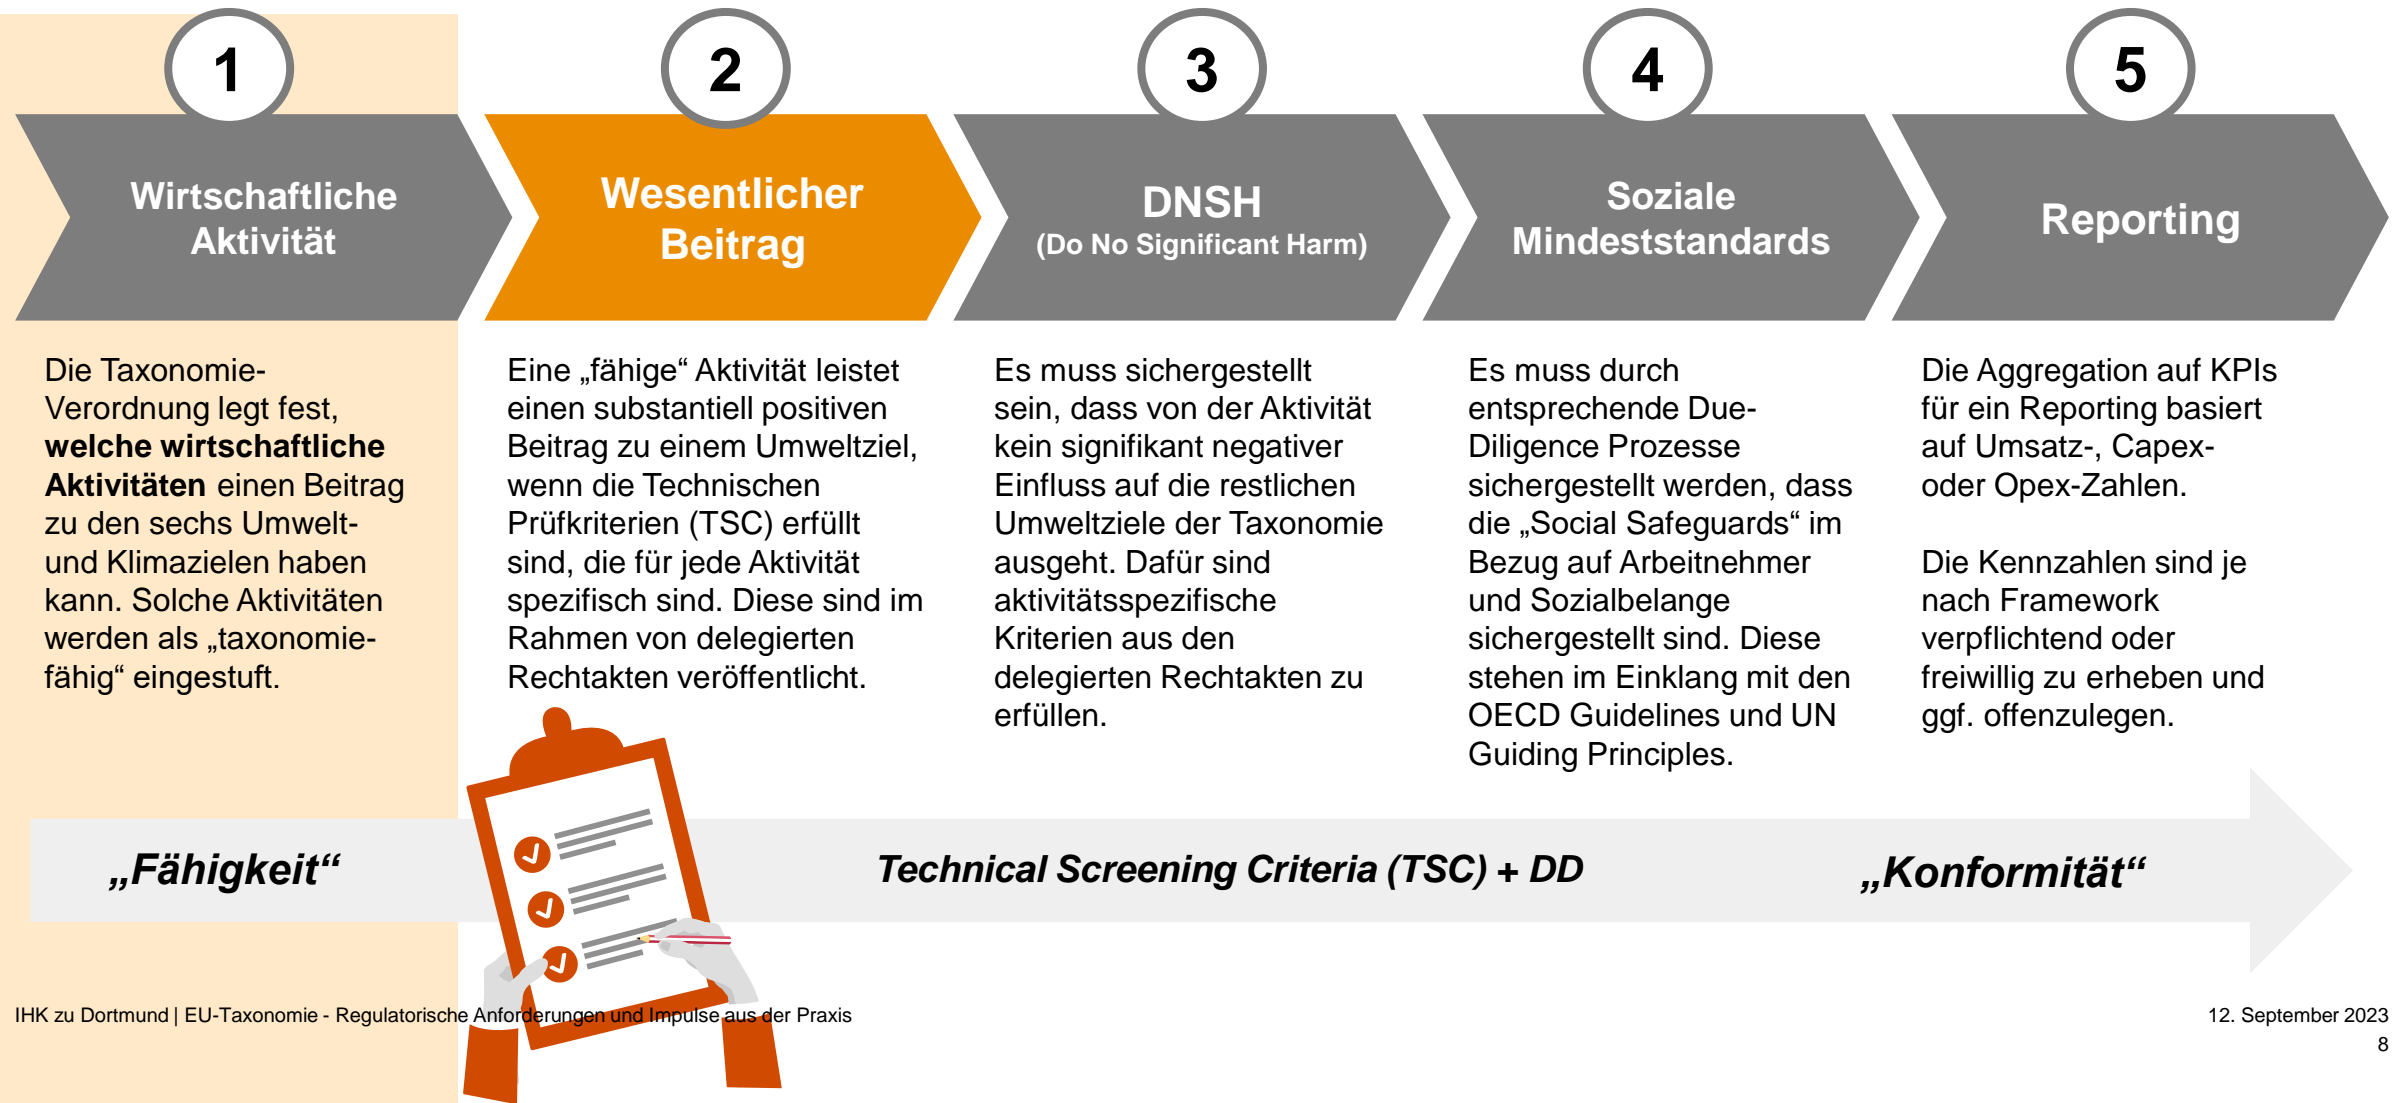 1
Wirtschaftliche
Aktivität
Die Taxonomie-
Verordnung legt fest,
welche wirtschaftliche
Aktivitäten einen Beitrag
zu den sechs Umwelt-
und Klimazielen haben
kann. Solche Aktivitäten
werden als „taxonomie-
fähig“ eingestuft.
2
Wesentlicher
Beitrag
Eine „fähige“ Aktivität leistet
einen substantiell positiven
Beitrag zu einem Umweltziel,
wenn die Technischen
Prüfkriterien (TSC) erfüllt
sind, die für jede Aktivität
spezifisch sind. Diese sind im
Rahmen von delegierten
Rechtakten veröffentlicht.
3
DNSH
(Do No Significant Harm)
Es muss sichergestellt
sein, dass von der Aktivität
kein signifikant negativer
Einfluss auf die restlichen
Umweltziele der Taxonomie
ausgeht. Dafür sind
aktivitätsspezifische
Kriterien aus den
delegierten Rechtakten zu
erfüllen.
4
Soziale
Mindeststandards
Es muss durch
entsprechende Due-
Diligence Prozesse
sichergestellt werden, dass
die „Social Safeguards“ im
Bezug auf Arbeitnehmer
und Sozialbelange
sichergestellt sind. Diese
stehen im Einklang mit den
OECD Guidelines und UN
Guiding Principles.
5
Reporting
Die Aggregation auf KPIs
für ein Reporting basiert
auf Umsatz-, Capex-
oder Opex-Zahlen.
Die Kennzahlen sind je
nach Framework
verpflichtend oder
freiwillig zu erheben und
ggf. offenzulegen.
„Fähigkeit“
Technical Screening Criteria (TSC) + DD
„Konformität“
IHK zu Dortmund | EU-Taxonomie - Regulatorische Anforderungen und Impulse aus der Praxis
12. September 2023
8